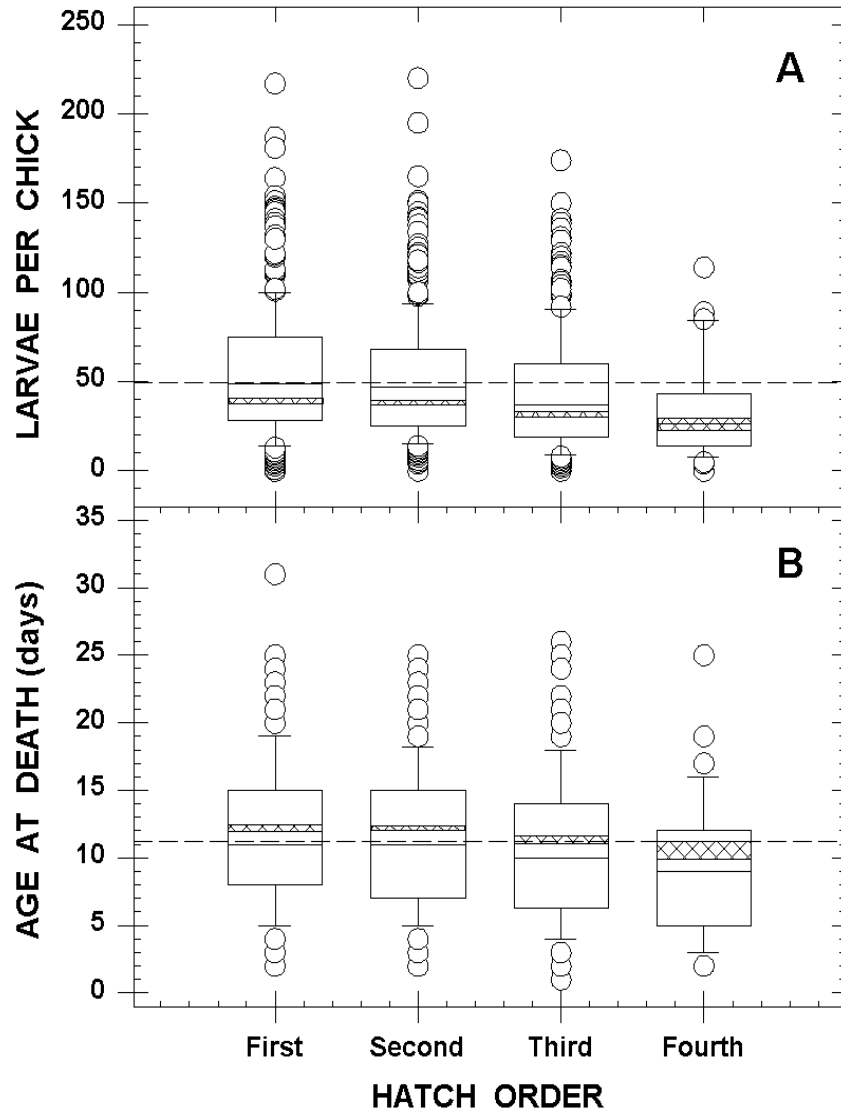 LARVAE PER CHICK
250
200
150
100
50
0
A
AGE AT DEATH (days)
35
30
25
20
15
10
5
0
B
First Second Third Fourth
HATCH ORDER